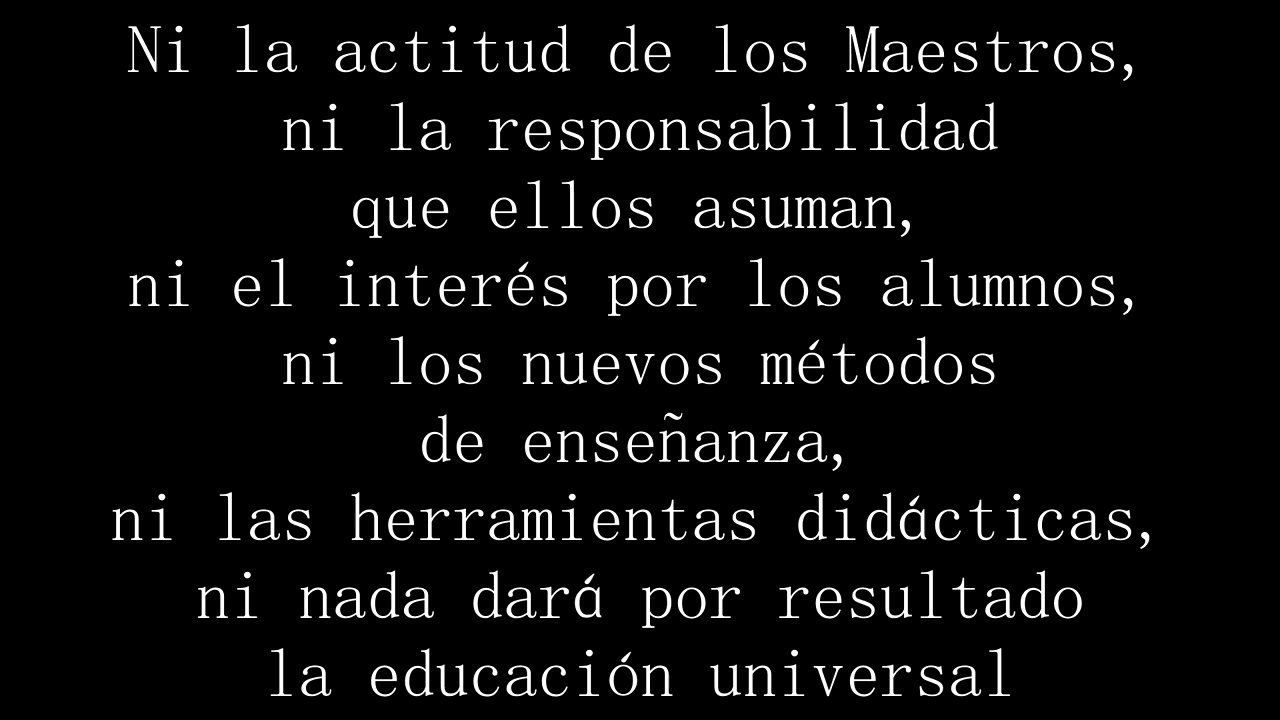 Ni la actitud de los Maestros,
ni la responsabilidad
que ellos asuman,
ni el interés por los alumnos,
ni los nuevos métodos
de enseñanza,
ni las herramientas didácticas,
ni nada dará por resultado
la educación universal